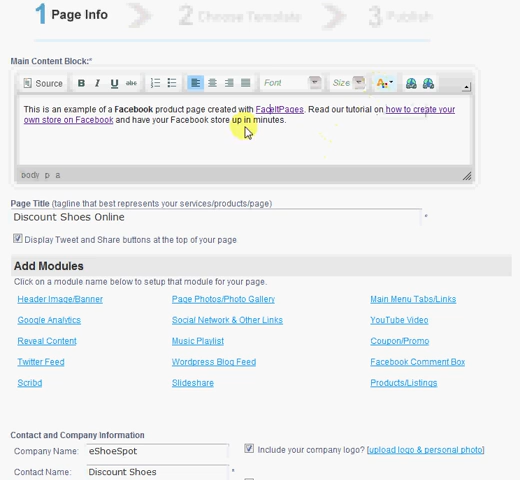 1 Page Info 2 Choose Template 3 Publish
Main Content Block:*
Source B I U abc Font Size A
This is an example of a Facebook product page created with FaceItPages. Read our tutorial on how to create your
own store on Facebook and have your Facebook store up in minutes.
body p a
Page Title (tagline that best represents your services/products/page)
Discount Shoes Online *
Display Tweet and Share buttons at the top of your page
Add Modules
Click on a module name below to setup that module for your page.
Header Image/Banner Page Photos/Photo Gallery Main Menu Tabs/Links
Google Analytics Social Network & Other Links YouTube Video
Reveal Content Music Playlist Coupon/Promo
Twitter Feed Wordpress Blog Feed Facebook Comment Box
Scribd Slideshare Products/Listings
Contact and Company Information
Company Name: eShoeSpot Include your company logo? [upload logo & personal photo]
Contact Name: Discount Shoes *